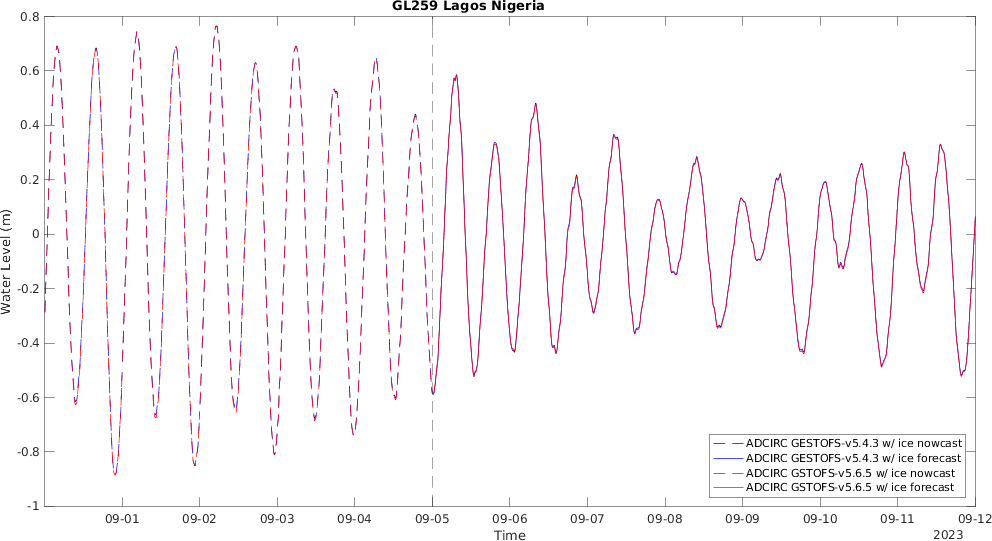 GL259 Lagos Nigeria
0.8
0.6
0.4
0.2
0
-0.2
-0.4
-0.6
-0.8
-1
Water Level (m)
ADCIRC GESTOFS-v5.4.3 w/ ice nowcast
ADCIRC GESTOFS-v5.4.3 w/ ice forecast
ADCIRC GSTOFS-v5.6.5 w/ ice nowcast
ADCIRC GSTOFS-v5.6.5 w/ ice forecast
09-01 09-02 09-03 09-04 09-05 09-06 09-07 09-08 09-09 09-10 09-11 09-12
Time
2023